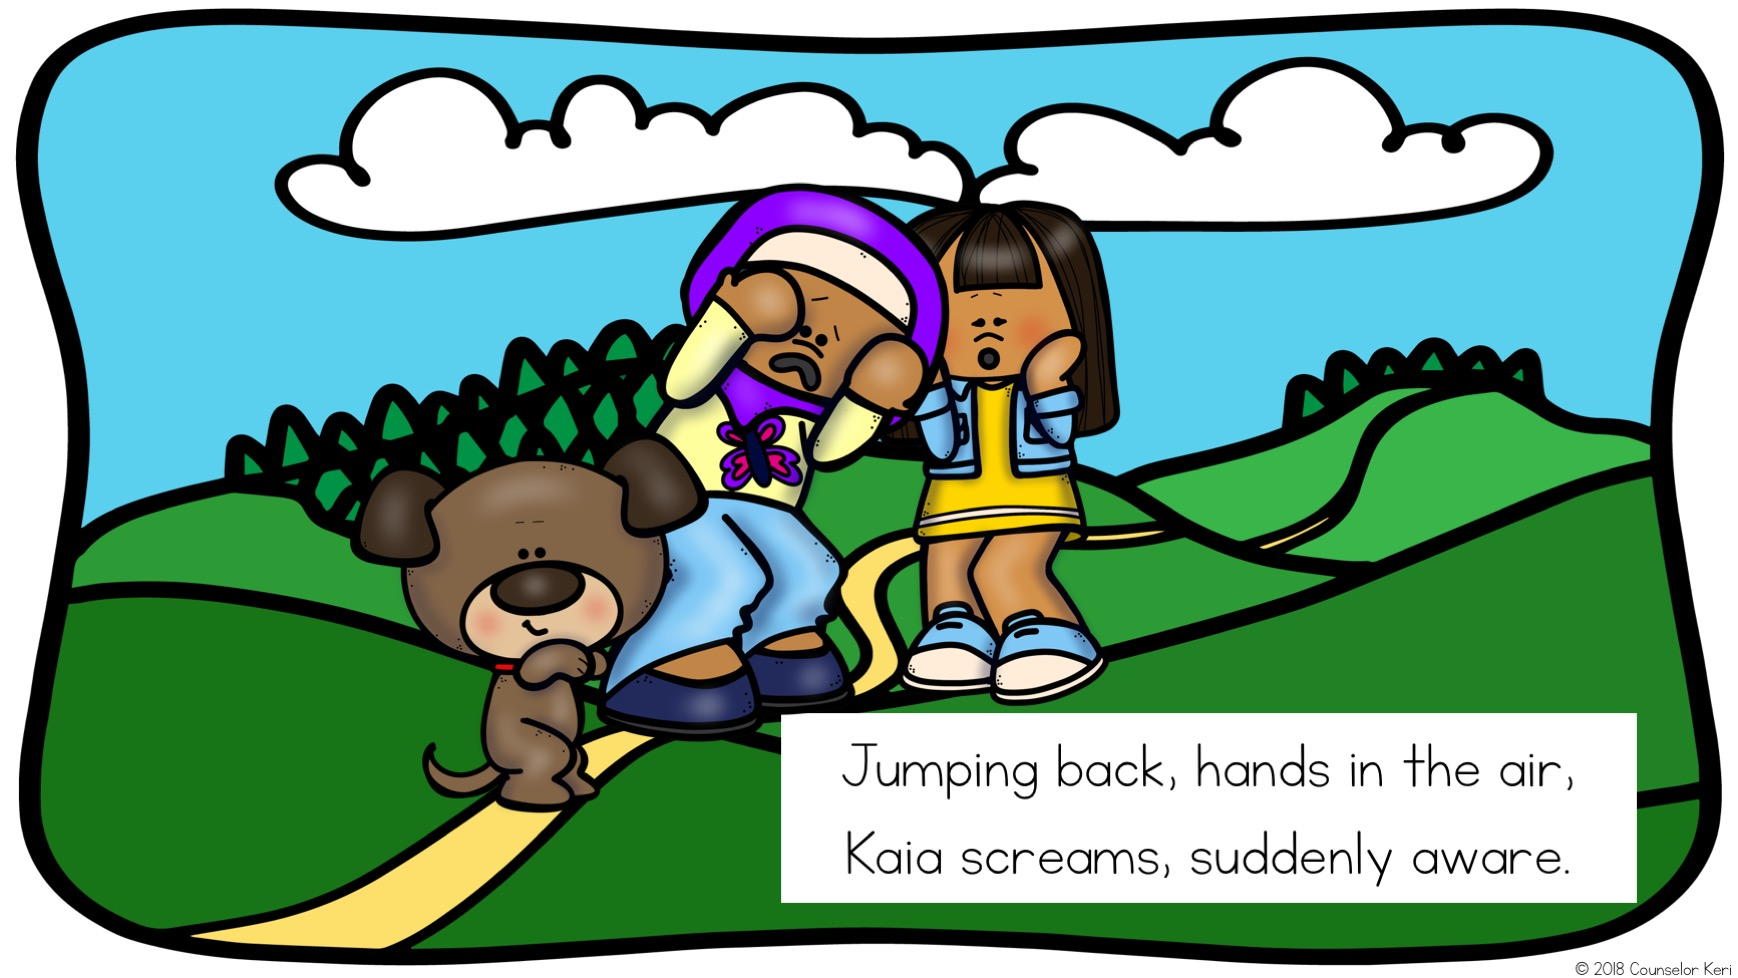 Jumping back, hands in the air,
Kaia screams, suddenly aware.
© 2018 Counselor Keri